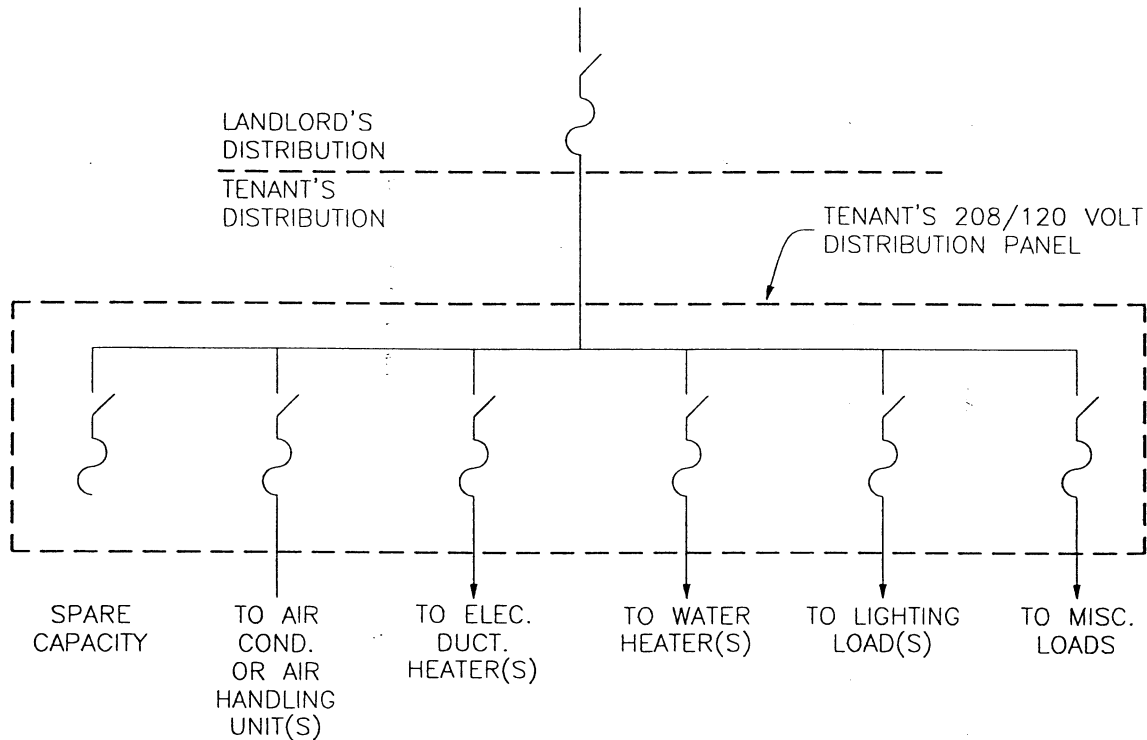 LANDLORD'S
DISTRIBUTION
TENANT'S
DISTRIBUTION
TENANT'S 208/120 VOLT
DISTRIBUTION PANEL
SPARE
CAPACITY
TO AIR
COND.
OR AIR
HANDLING
UNIT(S)
TO ELEC.
DUCT.
HEATER(S)
TO WATER
HEATER(S)
TO LIGHTING
LOAD(S)
TO MISC.
LOADS